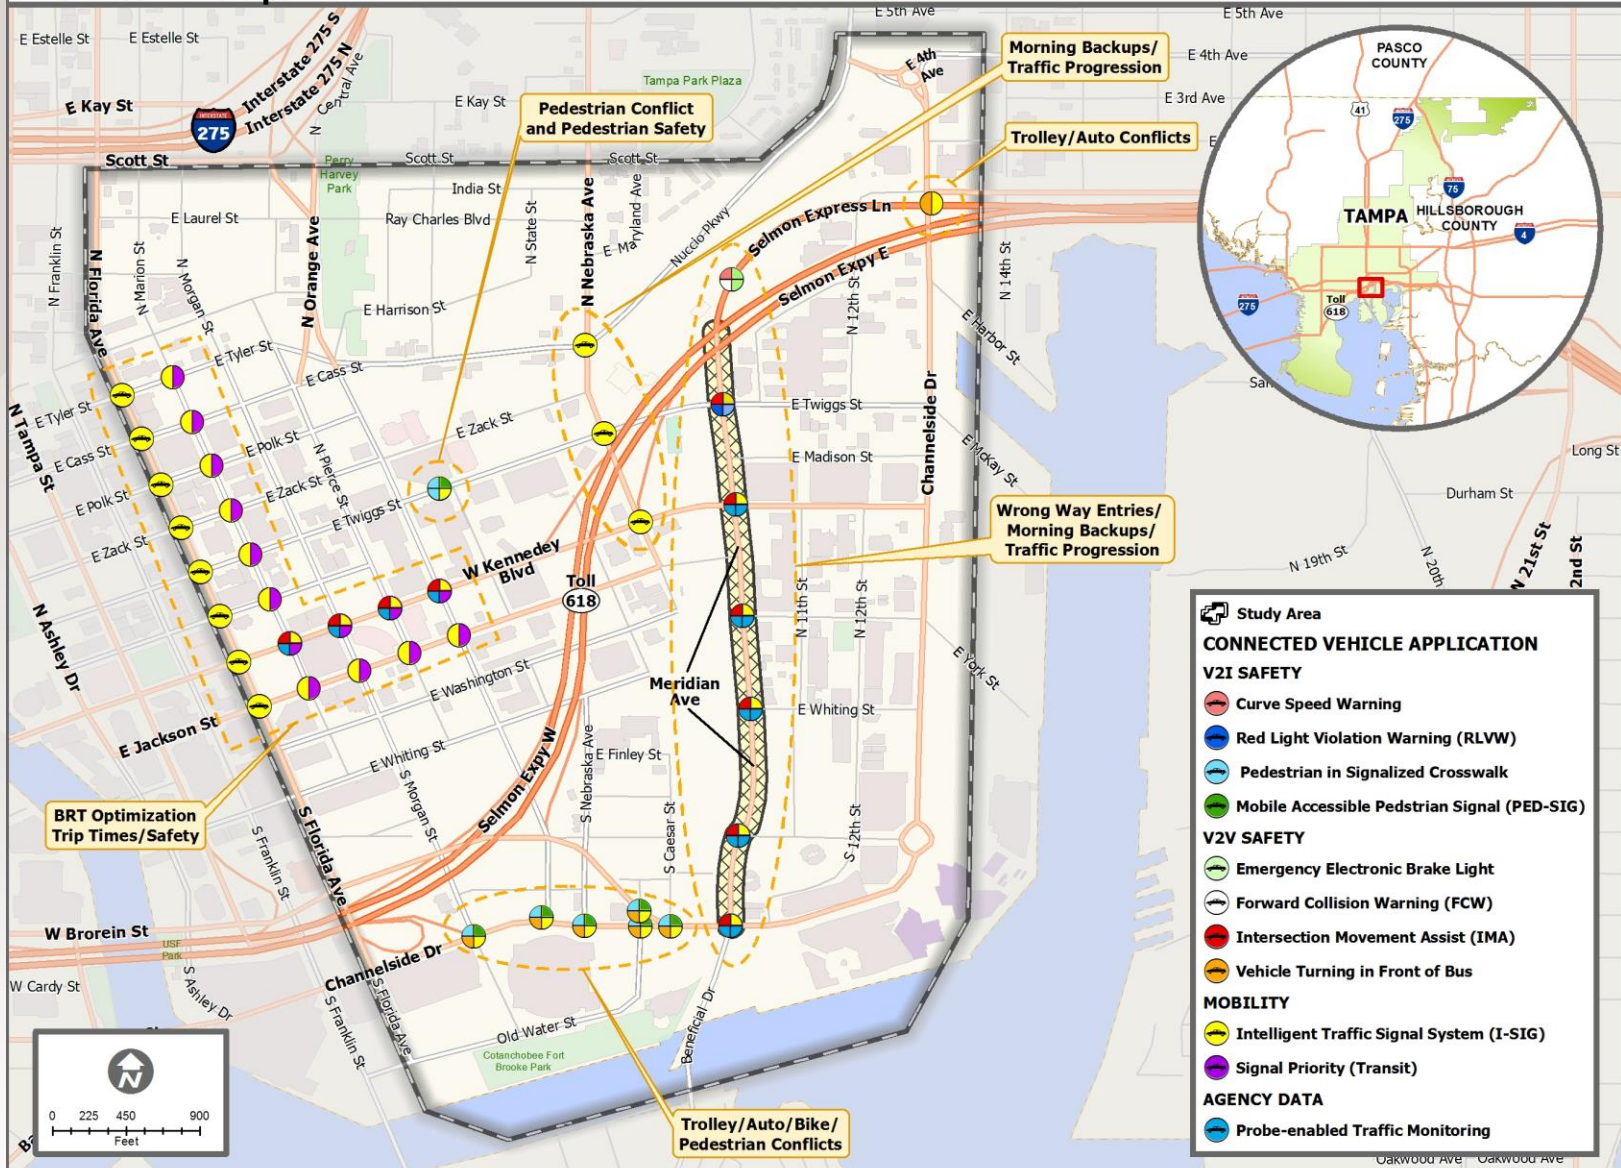 E 5th Ave
E 5th Ave
E Estelle St
E Estelle St
Interstate 275 S
Interstate 275 N
N Central Ave
E 4th Ave
E 4th Ave
Morning Backups/
Traffic Progression
PASCO
COUNTY
Tampa Park Plaza
E Kay St
E Kay St
INTERSTATE
275
Pedestrian Conflict
and Pedestrian Safety
E 3rd Ave
41
275
Trolley/Auto Conflicts
Scott St
Scott St
Scott St
Perry
Harvey
Park
India St
75
E Laurel St
Ray Charles Blvd
N State St
N Nebraska Ave
E Maryland Ave
Nuccio Pkwy
Selmon Express Ln
TAMPA
HILLSBOROUGH
COUNTY
4
N Franklin St
N Florida Ave
N Marion St
N Morgan St
N Orange Ave
Selmon Expy E
N 12th St
N 14th St
275
Toll
618
E Harrison St
E Harbor St
E Tyler St
E Cass St
Channelside Dr
E Tyler St
N Tampa St
E Twiggs St
E Zack St
E Polk St
N Pierce St
E Cass St
E McKay St
E Madison St
Long St
E Zack St
E Polk St
E Twiggs St
Durham St
Wrong Way Entries/
Morning Backups/
Traffic Progression
E Zack St
W Kennedey
Blvd
N 19th St
N 20th
N 21st St
2nd St
Toll
618
N 11th St
N 12th St
N Ashley Dr
E York St
E Washington St
Meridian
Ave
E Whiting St
E Jackson St
E Whiting St
S Nebraska Ave
E Finley St
Selmon Expy W
S Morgan St
BRT Optimization
Trip Times/Safety
S Franklin St
S Florida Ave
S Caesar St
S 12th St
W Brorein St
USF
Park
Channelside Dr
W Cardy St
S Ashley Dr
S Franklin St
S Florida Ave
Old Water St
Beneficial Dr
Cotanchobee Fort
Brooke Park
Trolley/Auto/Bike/
Pedestrian Conflicts
N
0 225 450 900
Feet
Study Area
CONNECTED VEHICLE APPLICATION
V2I SAFETY
Curve Speed Warning
Red Light Violation Warning (RLVW)
Pedestrian in Signalized Crosswalk
Mobile Accessible Pedstrian Signal (PED-SIG)
V2V SAFETY
Emergency Electronic Brake Light
Forward Collision Warning (FCW)
Intersection Movement Assist (IMA)
Vehicle Turning in Front of Bus
MOBILITY
Intelligent Traffic Signal System (I-SIG)
Signal Priority (Transit)
AGENCY DATA
Probe-enabled Traffic Monitoring
Oakwood Ave
Oakwood Ave